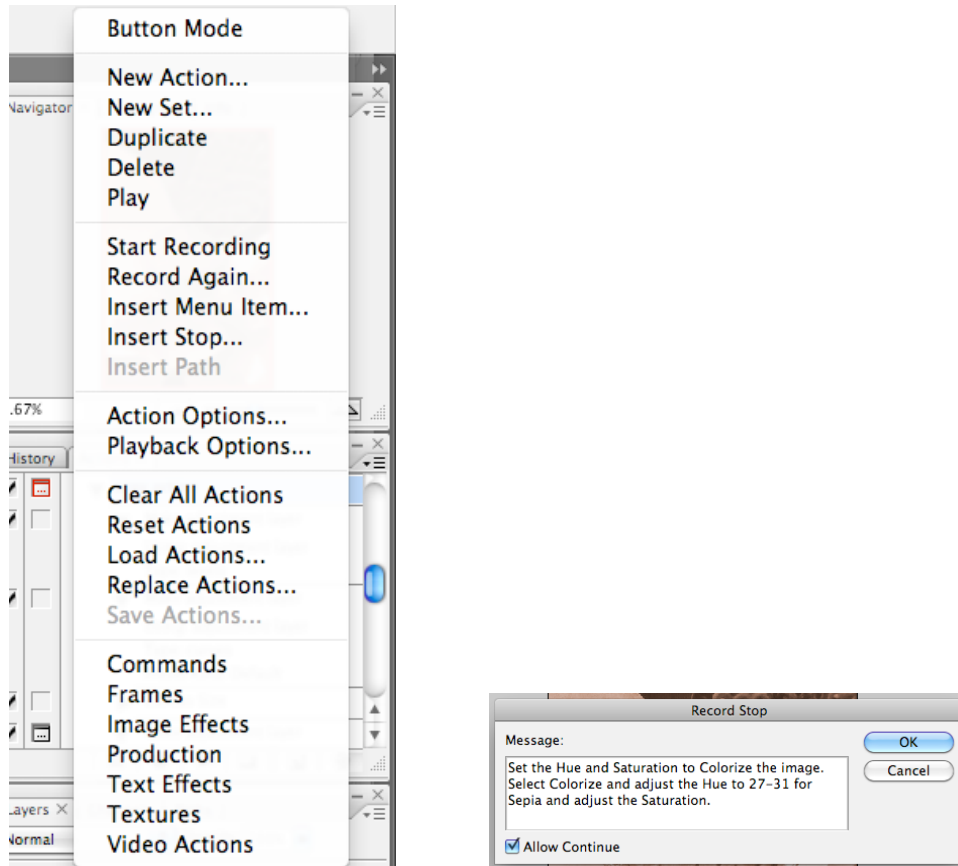 Button Mode
New Action...
New Set...
Duplicate
Delete
Play
Start Recording
Record Again...
Insert Menu Item...
Insert Stop...
Insert Path
Action Options...
Playback Options...
Clear All Actions
Reset Actions
Load Actions...
Replace Actions...
Save Actions...
Commands
Frames
Image Effects
Production
Text Effects
Textures
Video Actions
Navigator
.67%
History
Layers
Normal
Record Stop
Message:
Set the Hue and Saturation to Colorize the image.
Select Colorize and adjust the Hue to 27-31 for
Sepia and adjust the Saturation.
Allow Continue
OK
Cancel